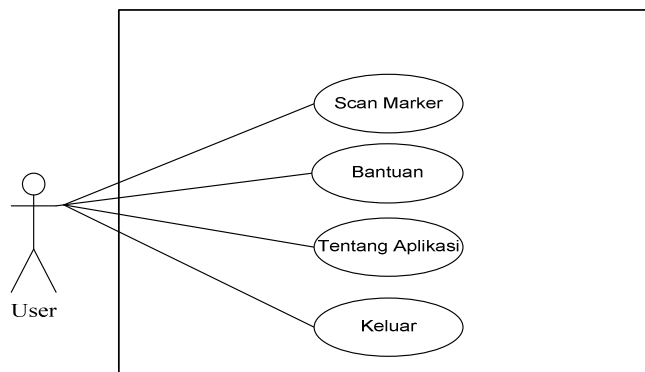 Scan Marker
Bantuan
Tentang Aplikasi
Keluar
User